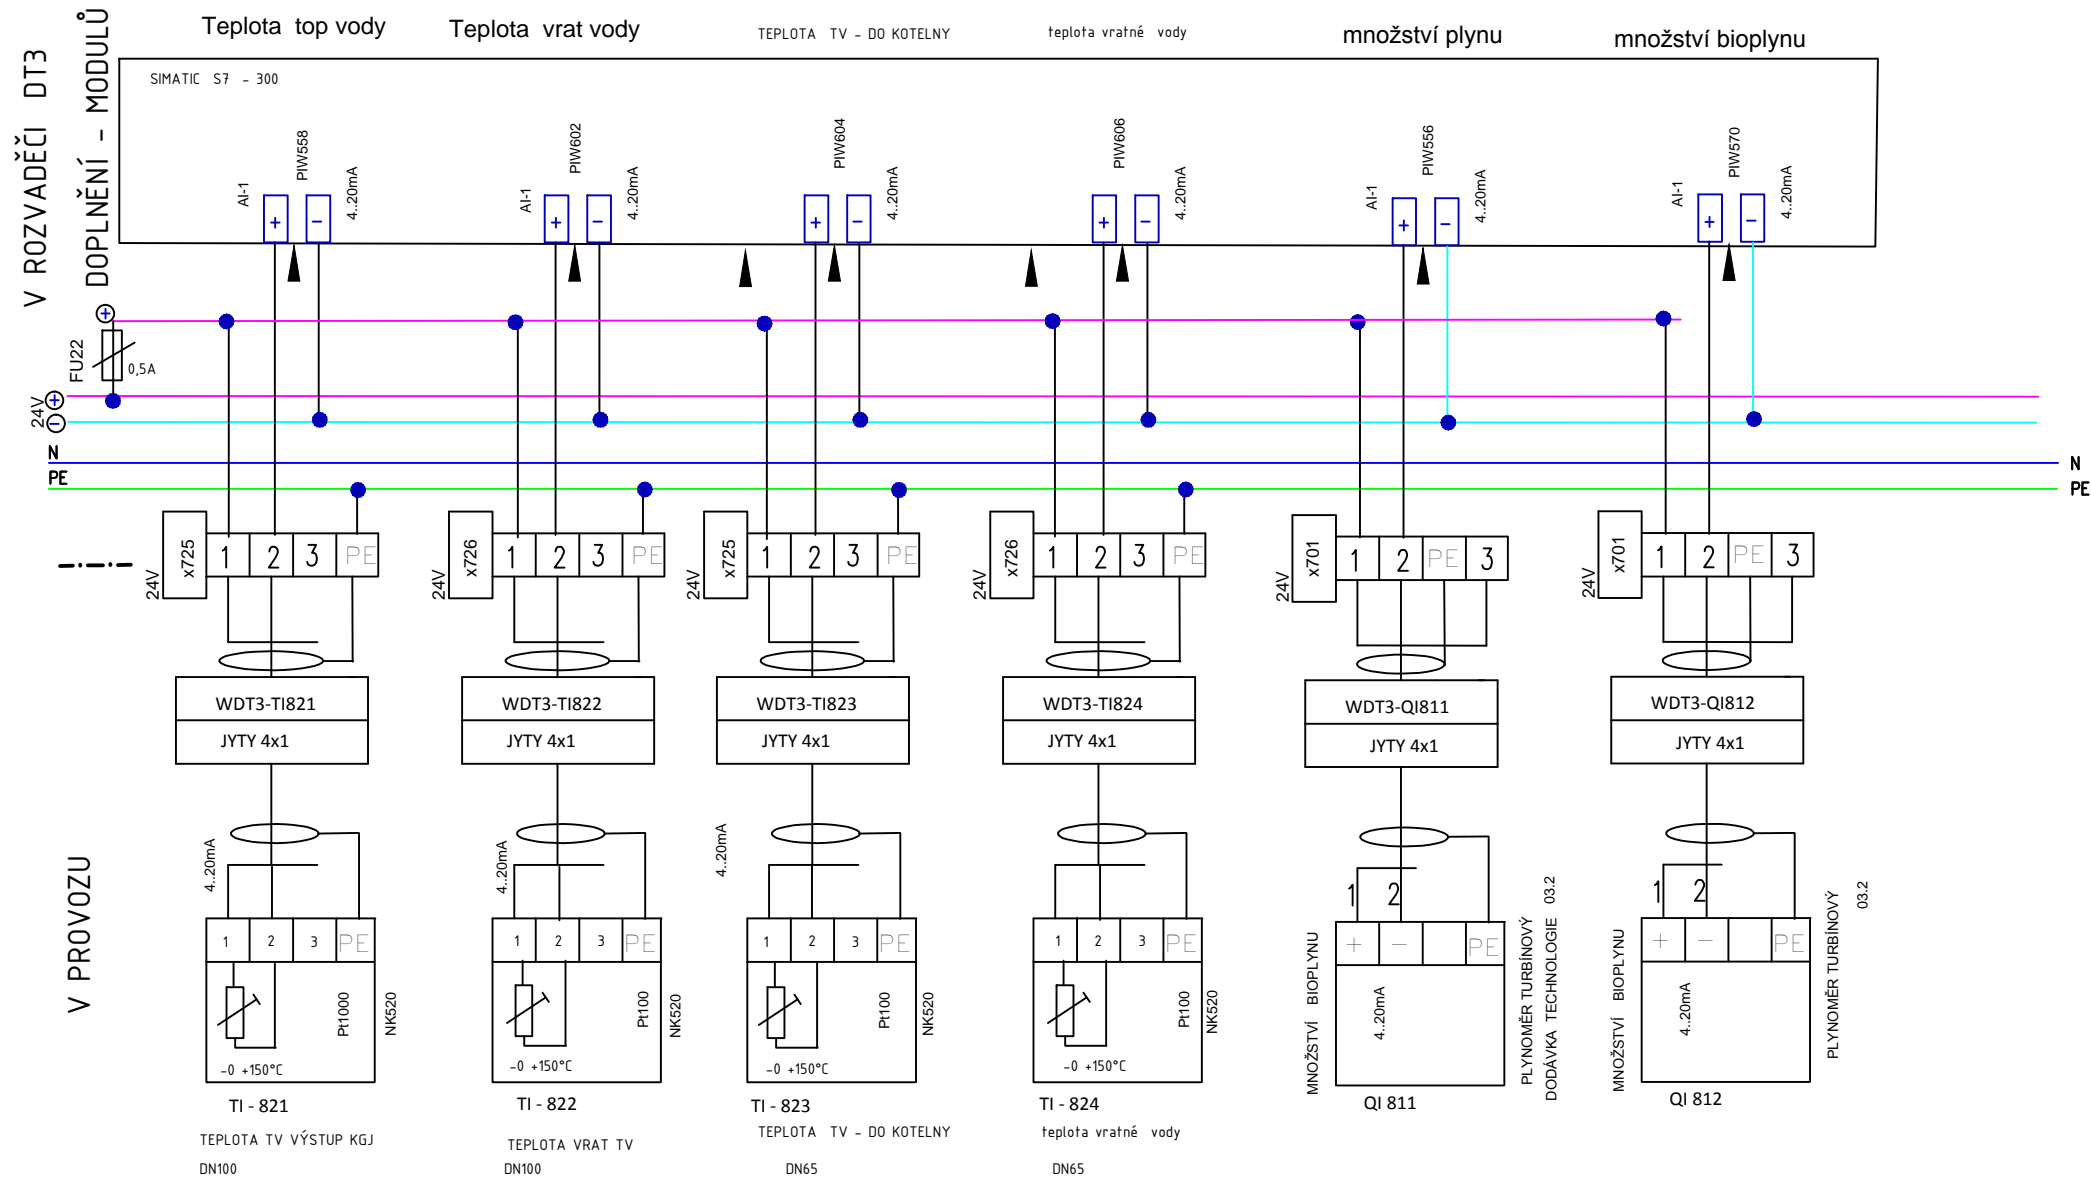 V ROZVADĚČI DT3
DOPLNĚNÍ - MODULŮ
Teplota top vody
Teplota vrat vody
TEPLOTA TV - DO KOTELNY
teplota vratné vody
množství plynu
množství bioplynu
SIMATIC S7 - 300
AI-1
+
PIW558
-
4..20mA
AI-1
+
PIW602
-
4..20mA
+
PIW604
-
4..20mA
+
PIW606
-
4..20mA
AI-1
+
PIW556
-
4..20mA
AI-1
+
PIW570
-
4..20mA
+
FU22
0,5A
24V
+
-
N
PE
N
PE
24V
x725
1 2 3 PE
24V
x726
1 2 3 PE
24V
x725
1 2 3 PE
24V
x726
1 2 3 PE
24V
x701
1 2 PE 3
24V
x701
1 2 PE 3
WDT3-TI821
JYTY 4x1
WDT3-TI822
JYTY 4x1
WDT3-TI823
JYTY 4x1
WDT3-TI824
JYTY 4x1
WDT3-QI811
JYTY 4x1
WDT3-QI812
JYTY 4x1
V PROVOZU
4..20mA
1 2 3 PE
Pt1000
NK520
-0 +150°C
TI - 821
TEPLOTA TV VÝSTUP KGJ
DN100
4..20mA
1 2 3 PE
Pt100
NK520
-0 +150°C
TI - 822
TEPLOTA VRAT TV
DN100
4..20mA
1 2 3 PE
Pt100
NK520
-0 +150°C
TI - 823
TEPLOTA TV - DO KOTELNY
DN65
1 2 3 PE
Pt100
NK520
-0 +150°C
TI - 824
teplota vratné vody
DN65
1 2
+ - PE
MNOŽSTVÍ BIOPLYNU
4..20mA
PLYNOMĚR TURBÍNOVÝ
DODÁVKA TECHNOLOGIE 03.2
QI 811
1 2
+ - PE
MNOŽSTVÍ BIOPLYNU
4..20mA
PLYNOMĚR TURBÍNOVÝ
03.2
QI 812